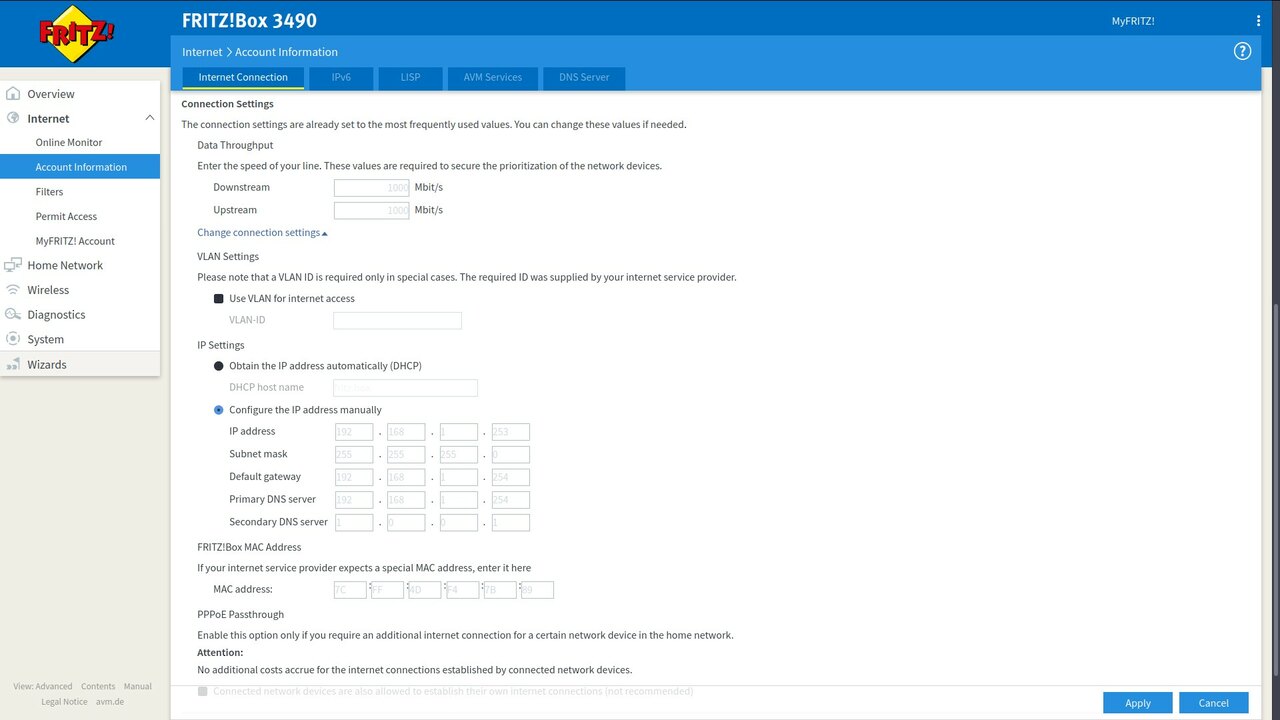 FRITZ!
FRITZ!Box 3490
MyFRITZ!
Internet > Account Information
?
Internet Connection
IPv6
LISP
AVM Services
DNS Server
Overview
Internet
Online Monitor
Account Information
Filters
Permit Access
MyFRITZ! Account
Home Network
Wireless
Diagnostics
System
Wizards
View: Advanced Contents Manual
Legal Notice avm.de
Connection Settings
The connection settings are already set to the most frequently used values. You can change these values if needed.
Data Throughput
Enter the speed of your line. These values are required to secure the prioritization of the network devices.
Downstream 1000 Mbit/s
Upstream 1000 Mbit/s
Change connection settings
VLAN Settings
Please note that a VLAN ID is required only in special cases. The required ID was supplied by your internet service provider.
Use VLAN for internet access
VLAN-ID
IP Settings
Obtain the IP address automatically (DHCP)
DHCP host name
Configure the IP address manually
IP address 192 . 168 . 1 . 253
Subnet mask 255 . 255 . 255 . 0
Default gateway 192 . 168 . 1 . 254
Primary DNS server 192 . 168 . 1 . 254
Secondary DNS server 1 . 0 . 0 . 1
FRITZ!Box MAC Address
If your internet service provider expects a special MAC address, enter it here
MAC address: 7C : FF : 4D : F4 : 7B : 89
PPPoE Passthrough
Enable this option only if you require an additional internet connection for a certain network device in the home network.
Attention:
No additional costs accrue for the internet connections established by connected network devices.
Connected network devices are also allowed to establish their own internet connections (not recommended)
Apply
Cancel